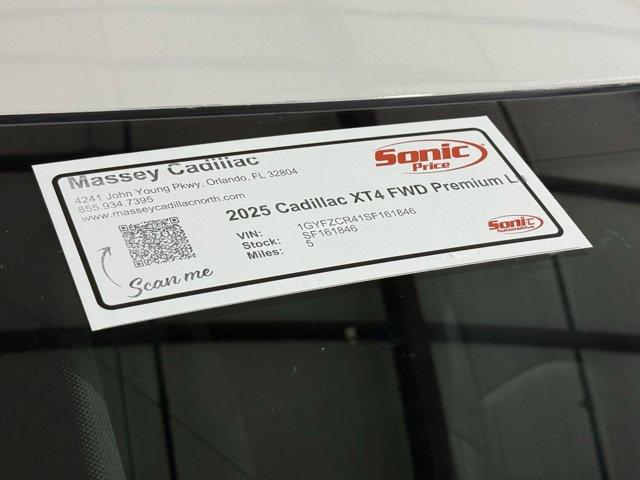 Massey Cadillac
4241 John Young Pkwy, Orlando, FL 32804
855.934.7395
www.masseycadillacnorth.com
Sonic
Price
2025 Cadillac XT4 FWD Premium L
VIN: 1GYFZCR41SF161846
Stock: SF161846
Miles: 5
Scan me
Sonic
Automotive